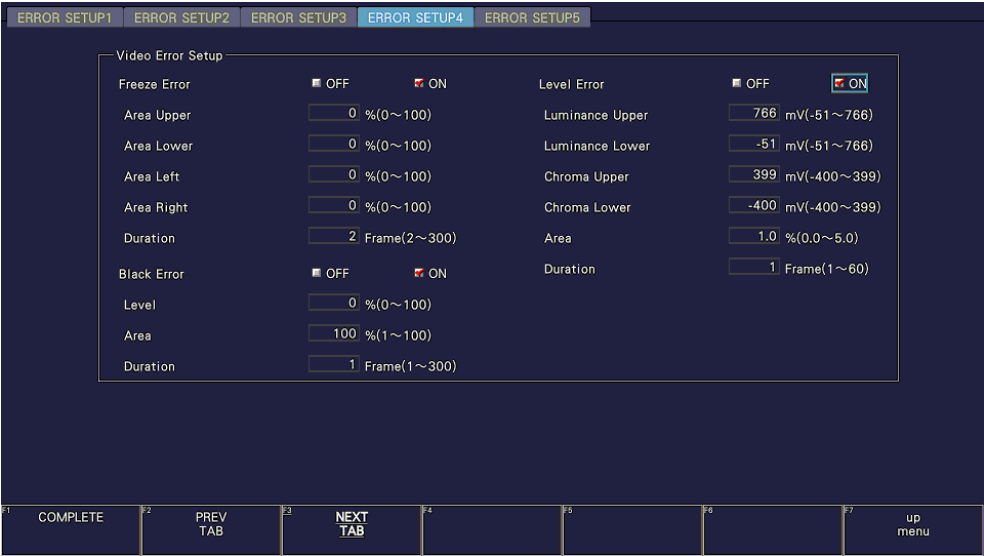 ERROR SETUP1 ERROR SETUP2 ERROR SETUP3 ERROR SETUP4 ERROR SETUP5
Video Error Setup
Freeze Error OFF ON
Area Upper 0 %(0～100)
Area Lower 0 %(0～100)
Area Left 0 %(0～100)
Area Right 0 %(0～100)
Duration 2 Frame(2～300)
Black Error OFF ON
Level 0 %(0～100)
Area 100 %(1～100)
Duration 1 Frame(1～300)
Level Error OFF ON
Luminance Upper 766 mV(-51～766)
Luminance Lower -51 mV(-51～766)
Chroma Upper 399 mV(-400～399)
Chroma Lower -400 mV(-400～399)
Area 1.0 %(0.0～5.0)
Duration 1 Frame(1～60)
F1 COMPLETE
F2 PREV
TAB
F3 NEXT
TAB
F4
F5
F6
F7 up
menu